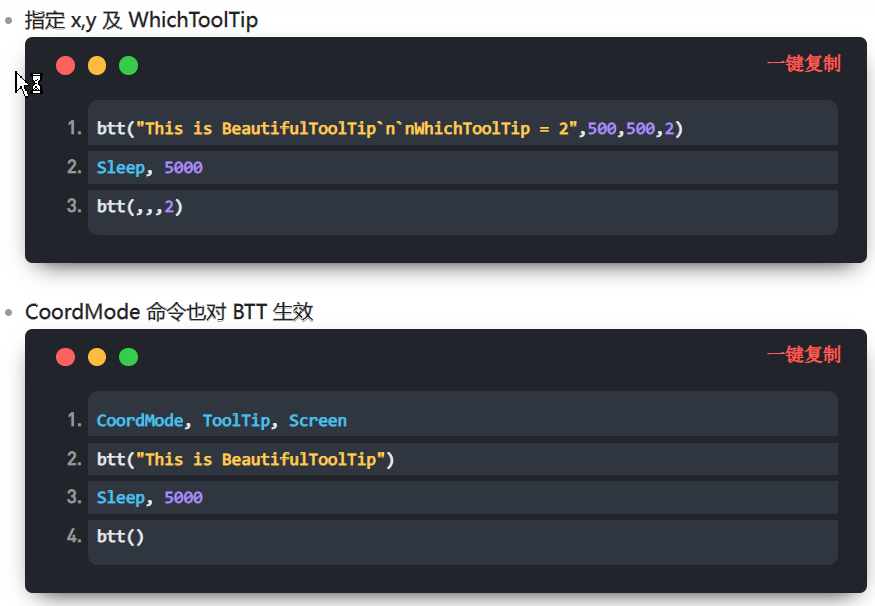 指定 x,y 及 WhichToolTip
一键复制
1. btt("This is BeautifulToolTip`n`nWhichToolTip = 2",500,500,2)
2. Sleep, 5000
3. btt(,,,2)
CoordMode 命令也对 BTT 生效
一键复制
1. CoordMode, ToolTip, Screen
2. btt("This is BeautifulToolTip")
3. Sleep, 5000
4. btt()